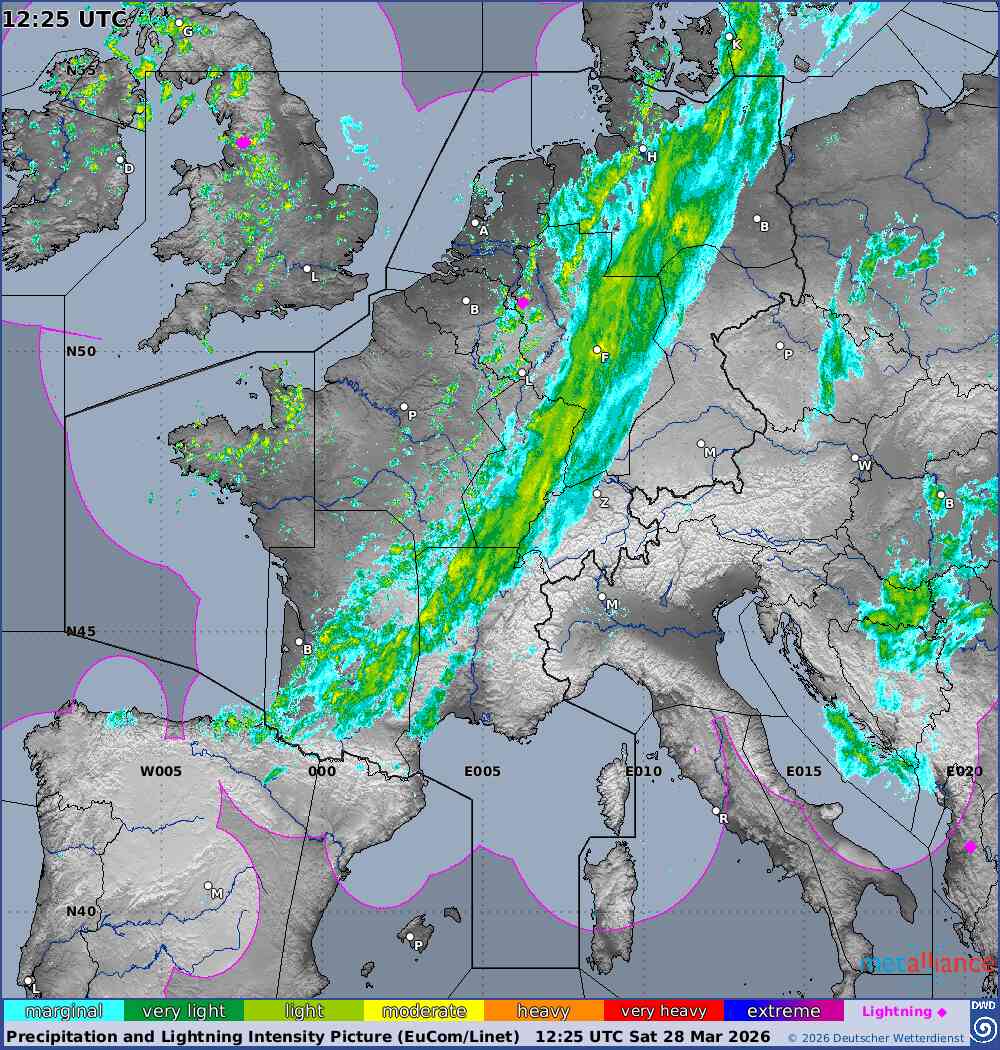 12:25 UTC
G
K
N55
H
D
A
B
L
B
N50
P
F
L
P
M
W
Z
B
M
N45
B
W005
000
E005
E010
E015
E020
R
M
N40
P
metalliance
L
marginal very light light moderate heavy very heavy extreme Lightning
DWD
Precipitation and Lightning Intensity Picture (EuCom/Linet) 12:25 UTC Sat 28 Mar 2026 © 2026 Deutscher Wetterdienst